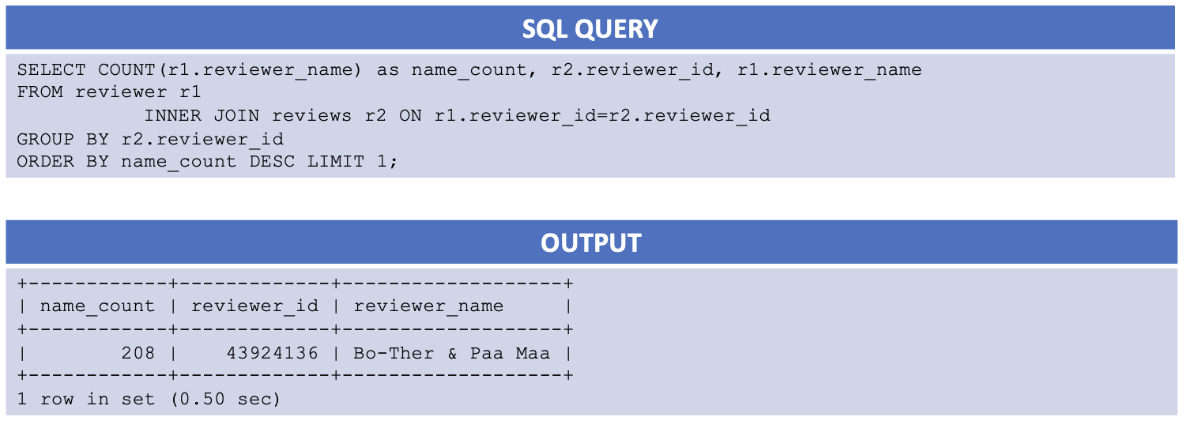 SQL QUERY
SELECT COUNT(r1.reviewer_name) as name_count, r2.reviewer_id, r1.reviewer_name
FROM reviewer r1
           INNER JOIN reviews r2 ON r1.reviewer_id=r2.reviewer_id
GROUP BY r2.reviewer_id
ORDER BY name_count DESC LIMIT 1;
OUTPUT
+------------+-------------+-------------------+
| name_count | reviewer_id | reviewer_name     |
+------------+-------------+-------------------+
|        208 |    43924136 | Bo-Ther & Paa Maa |
+------------+-------------+-------------------+
1 row in set (0.50 sec)